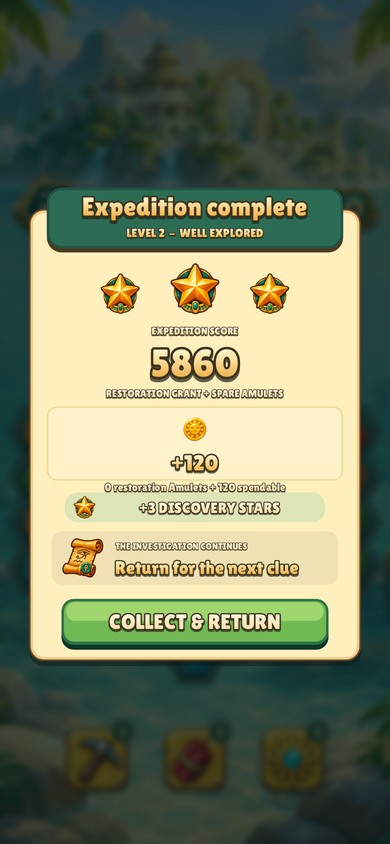 Expedition complete
LEVEL 2 – WELL EXPLORED
EXPEDITION SCORE
5860
RESTORATION GRANT + SPARE AMULETS
+120
0 restoration Amulets + 120 spendable
+3 DISCOVERY STARS
THE INVESTIGATION CONTINUES
Return for the next clue
COLLECT & RETURN